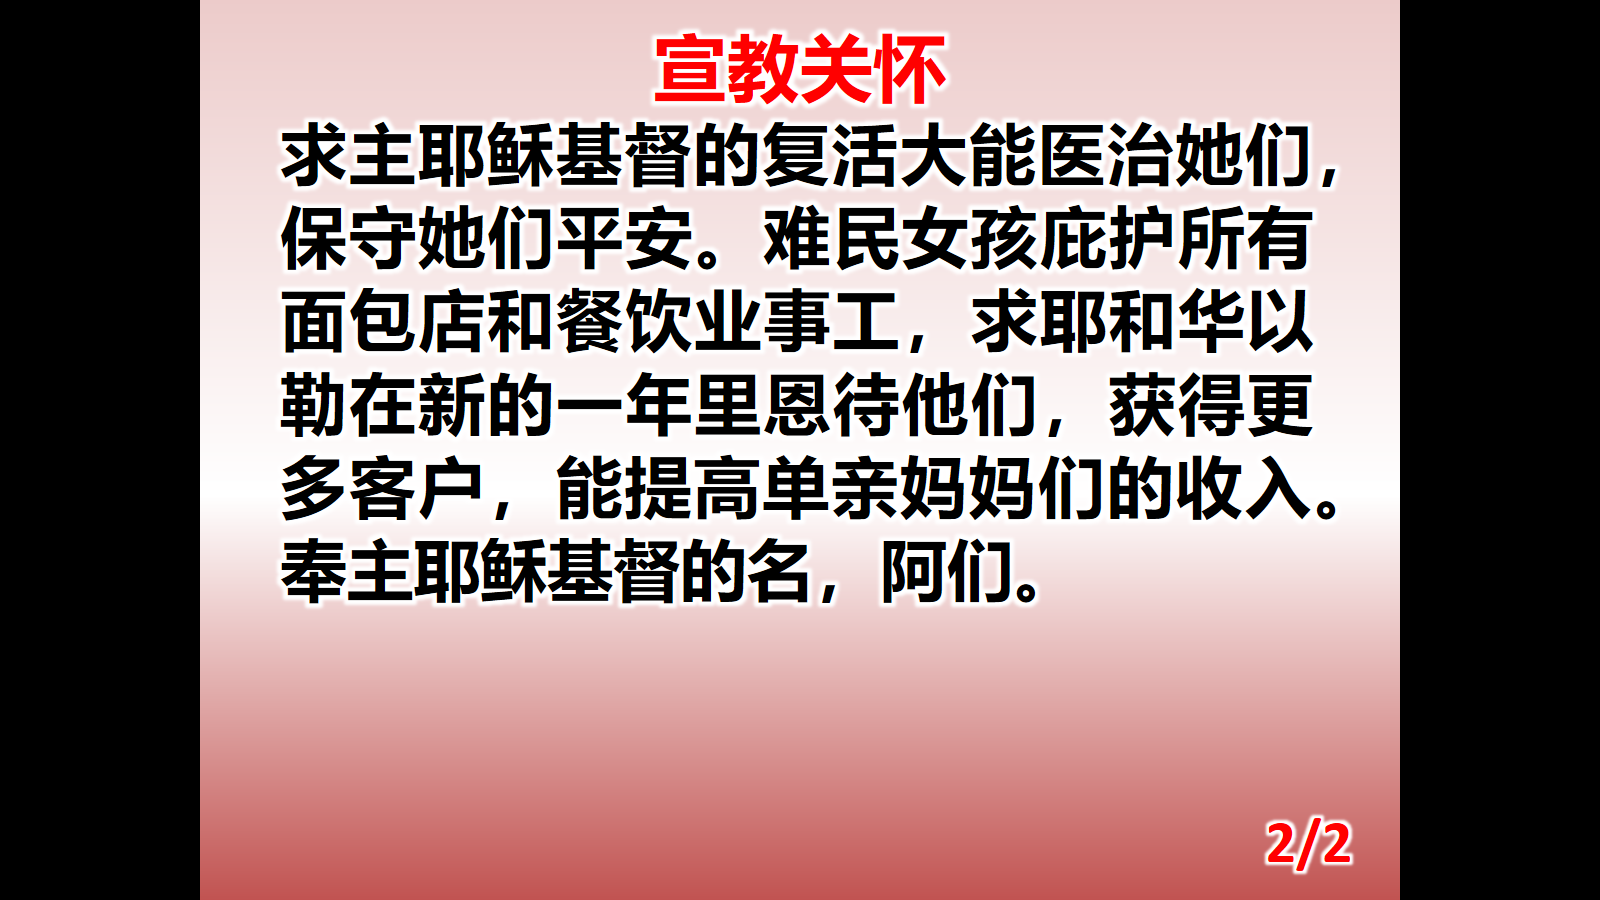 宣教关怀
求主耶稣基督的复活大能医治她们，
保守她们平安。难民女孩庇护所有
面包店和餐饮业事工，求耶和华以
勒在新的一年里恩待他们，获得更
多客户，能提高单亲妈妈们的收入。
奉主耶稣基督的名，阿们。
2/2